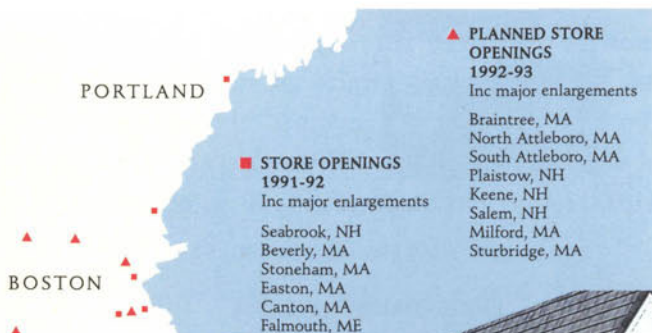 PORTLAND
BOSTON
STORE OPENINGS
1991-92
Inc major enlargements
Seabrook, NH
Beverly, MA
Stoneham, MA
Easton, MA
Canton, MA
Falmouth, ME
PLANNED STORE
OPENINGS
1992-93
Inc major enlargements
Braintree, MA
North Attleboro, MA
South Attleboro, MA
Plaistow, NH
Keene, NH
Salem, NH
Milford, MA
Sturbridge, MA